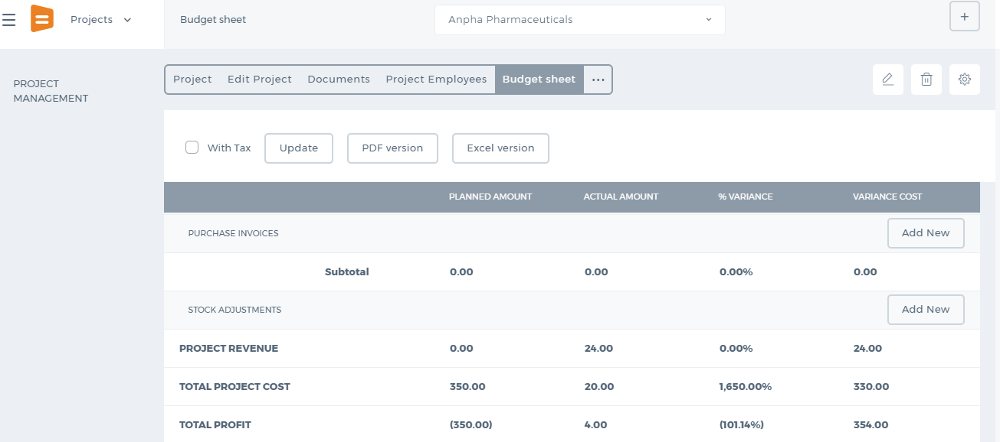 Projects
Budget sheet
Anpha Pharmaceuticals
+
PROJECT
MANAGEMENT
Project Edit Project Documents Project Employees Budget sheet ...
With Tax Update PDF version Excel version
PLANNED AMOUNT ACTUAL AMOUNT % VARIANCE VARIANCE COST
PURCHASE INVOICES Add New
Subtotal 0.00 0.00 0.00% 0.00
STOCK ADJUSTMENTS Add New
PROJECT REVENUE 0.00 24.00 0.00% 24.00
TOTAL PROJECT COST 350.00 20.00 1,650.00% 330.00
TOTAL PROFIT (350.00) 4.00 (101.14%) 354.00